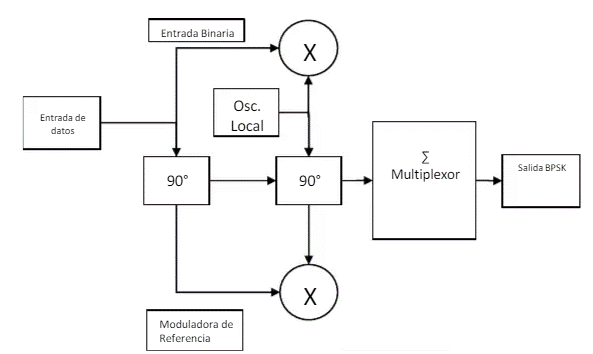 Entrada Binaria
X
Entrada de
datos
Osc.
Local
90°
90°
∑
Multiplexor
Salida BPSK
X
Moduladora de
Referencia